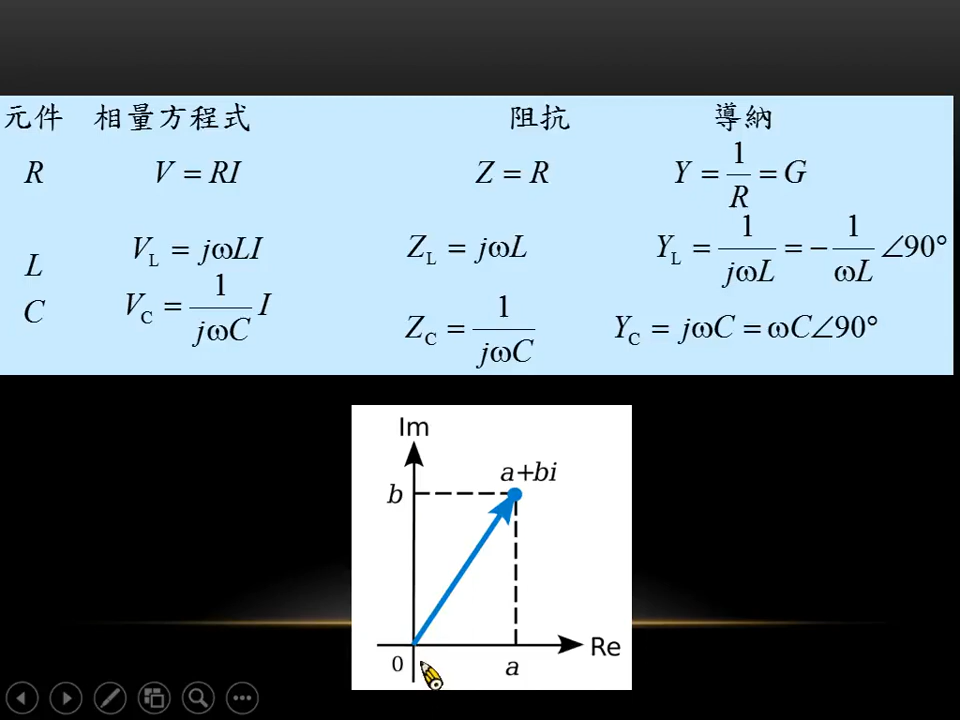 元件 相量方程式 阻抗 導納
R V = RI Z = R Y = 1/R = G
L V_L = jωLI Z_L = jωL Y_L = 1/jωL = −1/ωL ∠90°
C V_C = 1/jωC I Z_C = 1/jωC Y_C = jωC = ωC∠90°
Im
a+bi
b
Re
0
a